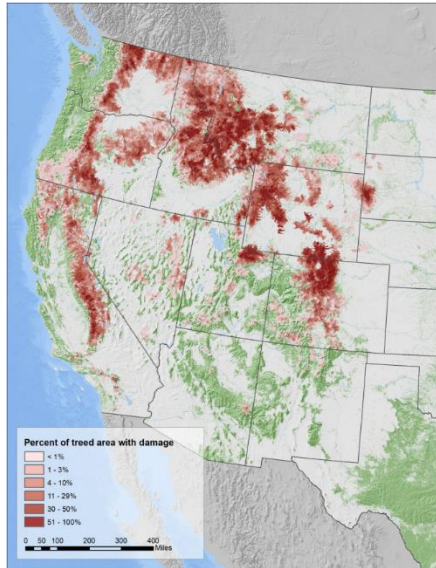 Percent of treed area with damage
< 1%
1 - 3%
4 - 10%
11 - 29%
30 - 50%
51 - 100%
0 50 100 200 300 400
Miles